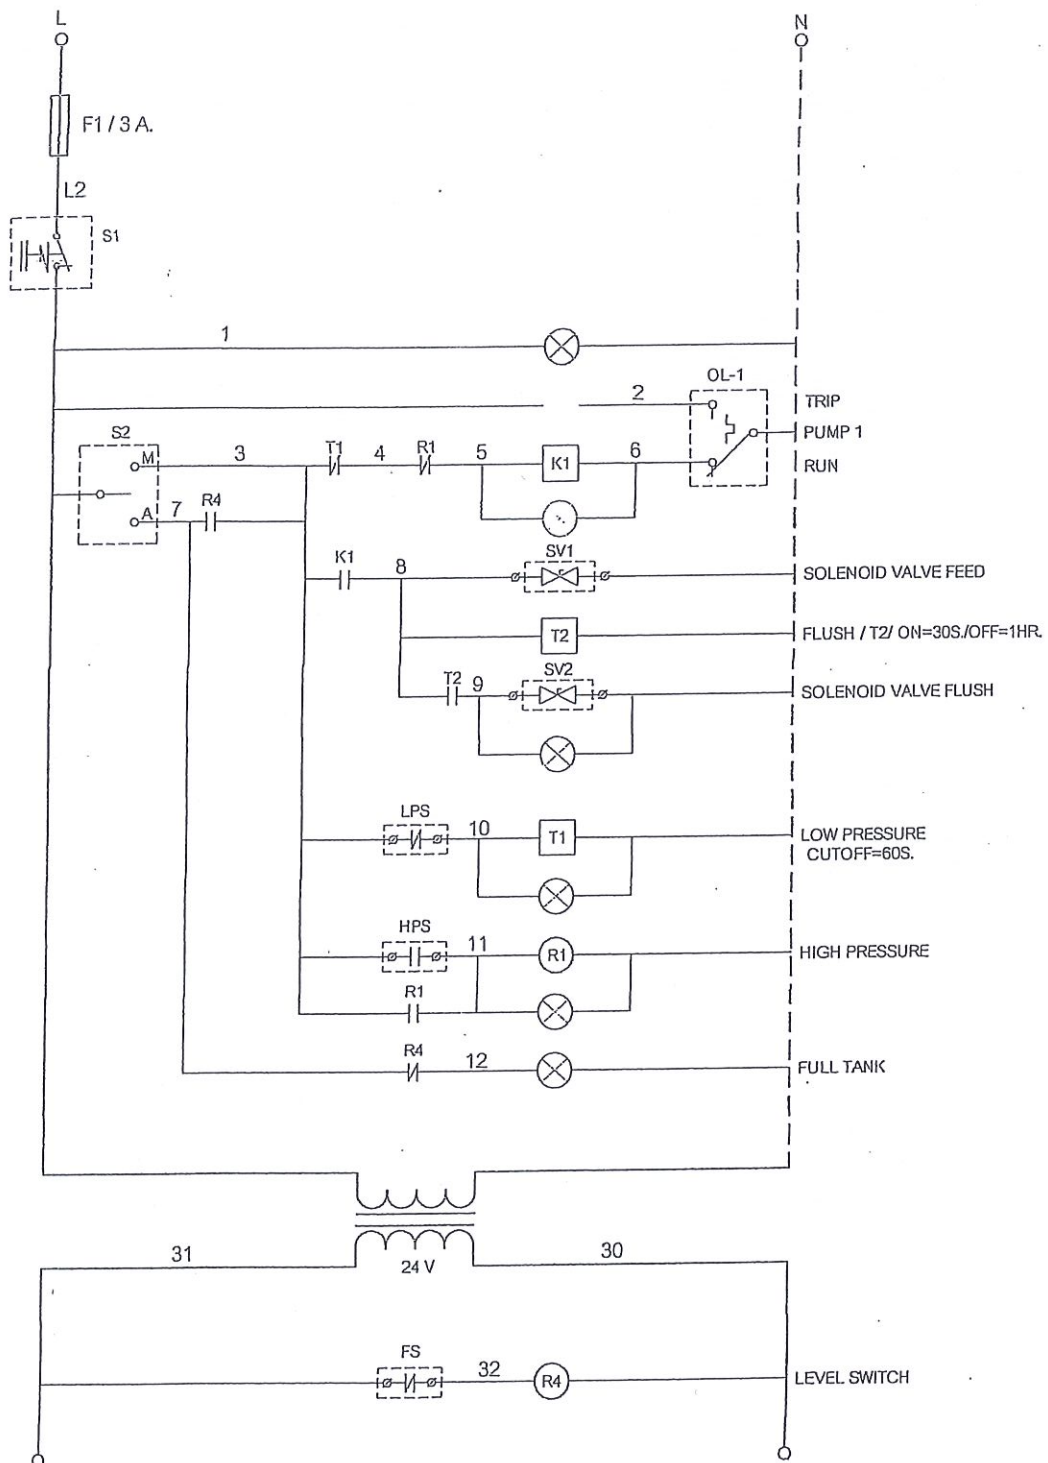 L
N
F1 / 3 A.
L2
S1
1
OL-1
2
TRIP
S2
PUMP 1
M
3
T1
4
R1
5
K1
6
RUN
A
7
R4
K1
8
SV1
SOLENOID VALVE FEED
T2
FLUSH / T2/ ON=30S./OFF=1HR.
T2
9
SV2
SOLENOID VALVE FLUSH
LPS
10
T1
LOW PRESSURE
CUTOFF=60S.
HPS
11
R1
HIGH PRESSURE
R1
R4
12
FULL TANK
31
24 V
30
FS
32
R4
LEVEL SWITCH